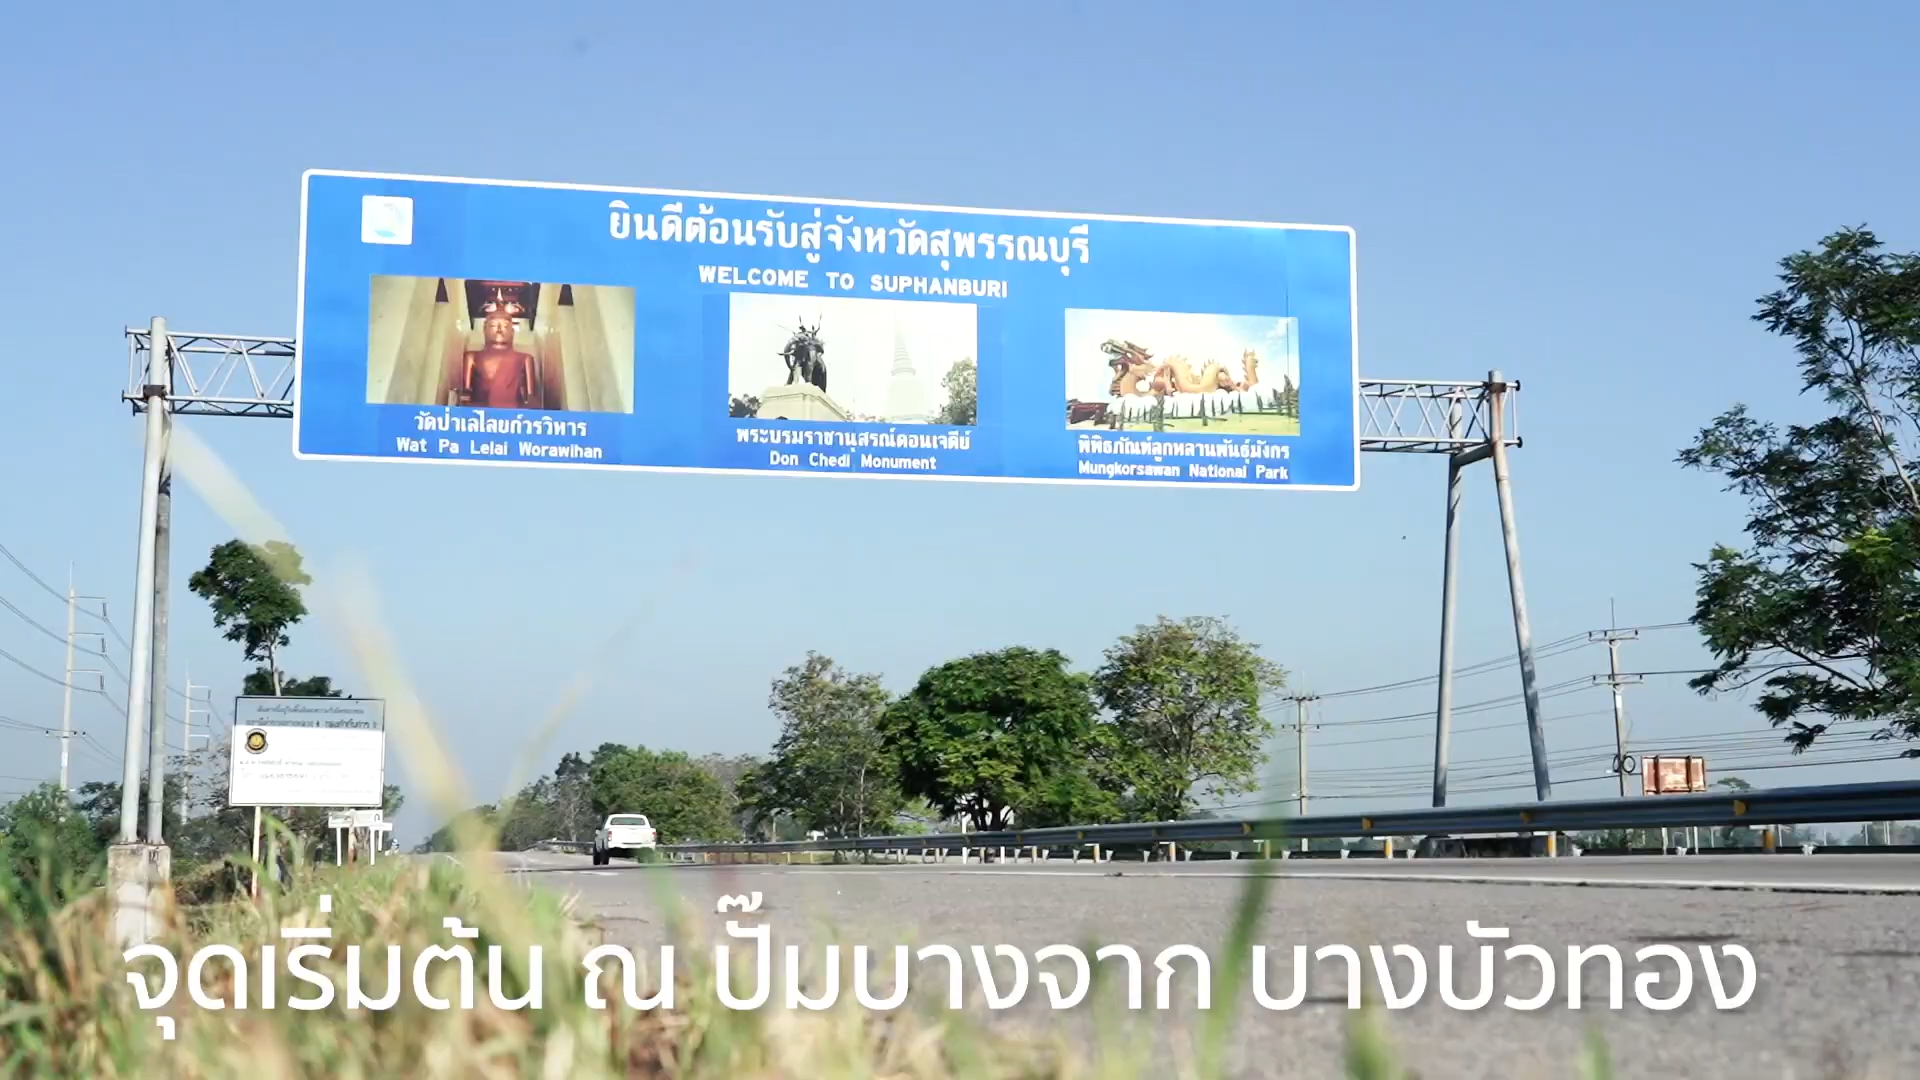 ยินดีต้อนรับสู่จังหวัดสุพรรณบุรี
WELCOME TO SUPHANBURI
วัดป่าเลไลยก์วรวิหาร
Wat Pa Lelai Worawihan
พระบรมราชานุสรณ์ดอนเจดีย์
Don Chedi Monument
พิพิธภัณฑ์ลูกหลานพันธุ์มังกร
Mungkorsawan National Park
จุดเริ่มต้น ณ ปั๊มบางจาก บางบัวทอง